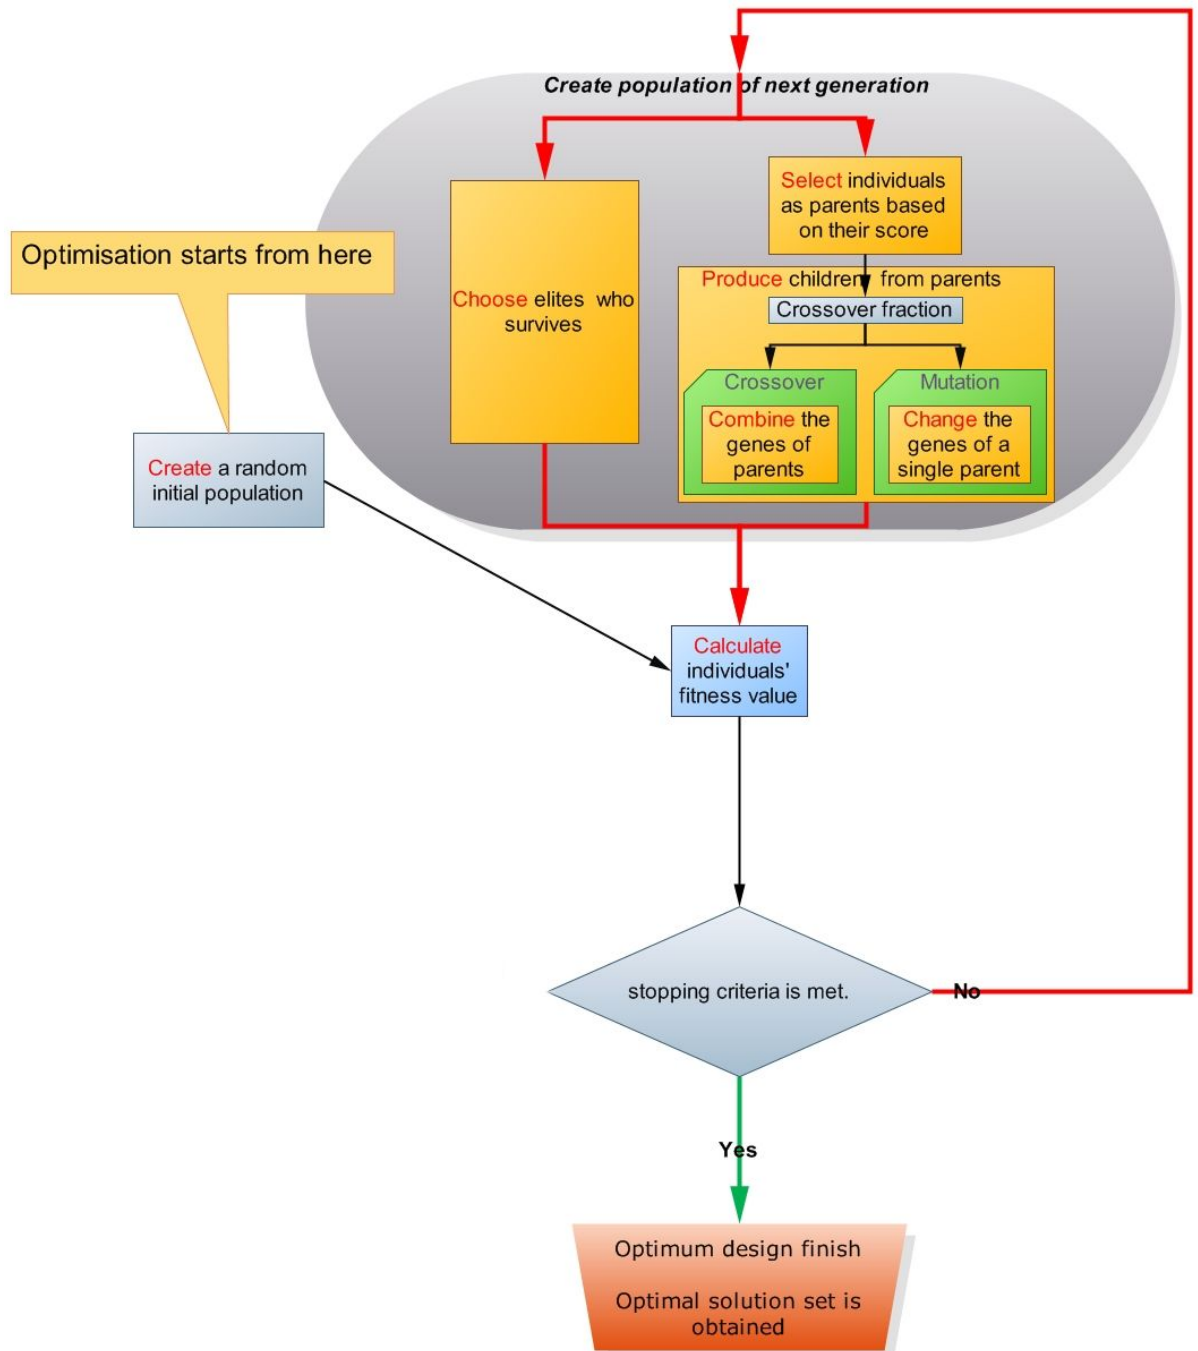 Create population of next generation
Select individuals
as parents based
on their score
Optimisation starts from here
Choose elites who
survives
Produce children from parents
Crossover fraction
Crossover
Combine the
genes of
parents
Mutation
Change the
genes of a
single parent
Create a random
initial population
Calculate
individuals'
fitness value
stopping criteria is met.
No
Yes
Optimum design finish
Optimal solution set is
obtained